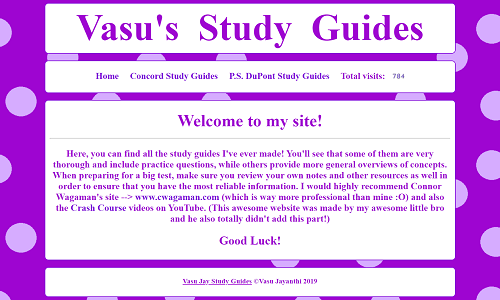 Vasu's Study Guides
Home Concord Study Guides P.S. DuPont Study Guides Total visits: 784
Welcome to my site!
Here, you can find all the study guides I've ever made! You'll see that some of them are very
thorough and include practice questions, while others provide more general overviews of concepts.
When preparing for a big test, make sure you review your own notes and other resources as well in
order to ensure that you have the most reliable information. I would highly recommend Connor
Wagaman's site --> www.cwagaman.com (which is way more professional than mine :O) and also
the Crash Course videos on YouTube. (This awesome website was made by my awesome little bro
and he also totally didn't add this part!)
Good Luck!
Vasu Jay Study Guides ©Vasu Jayanthi 2019